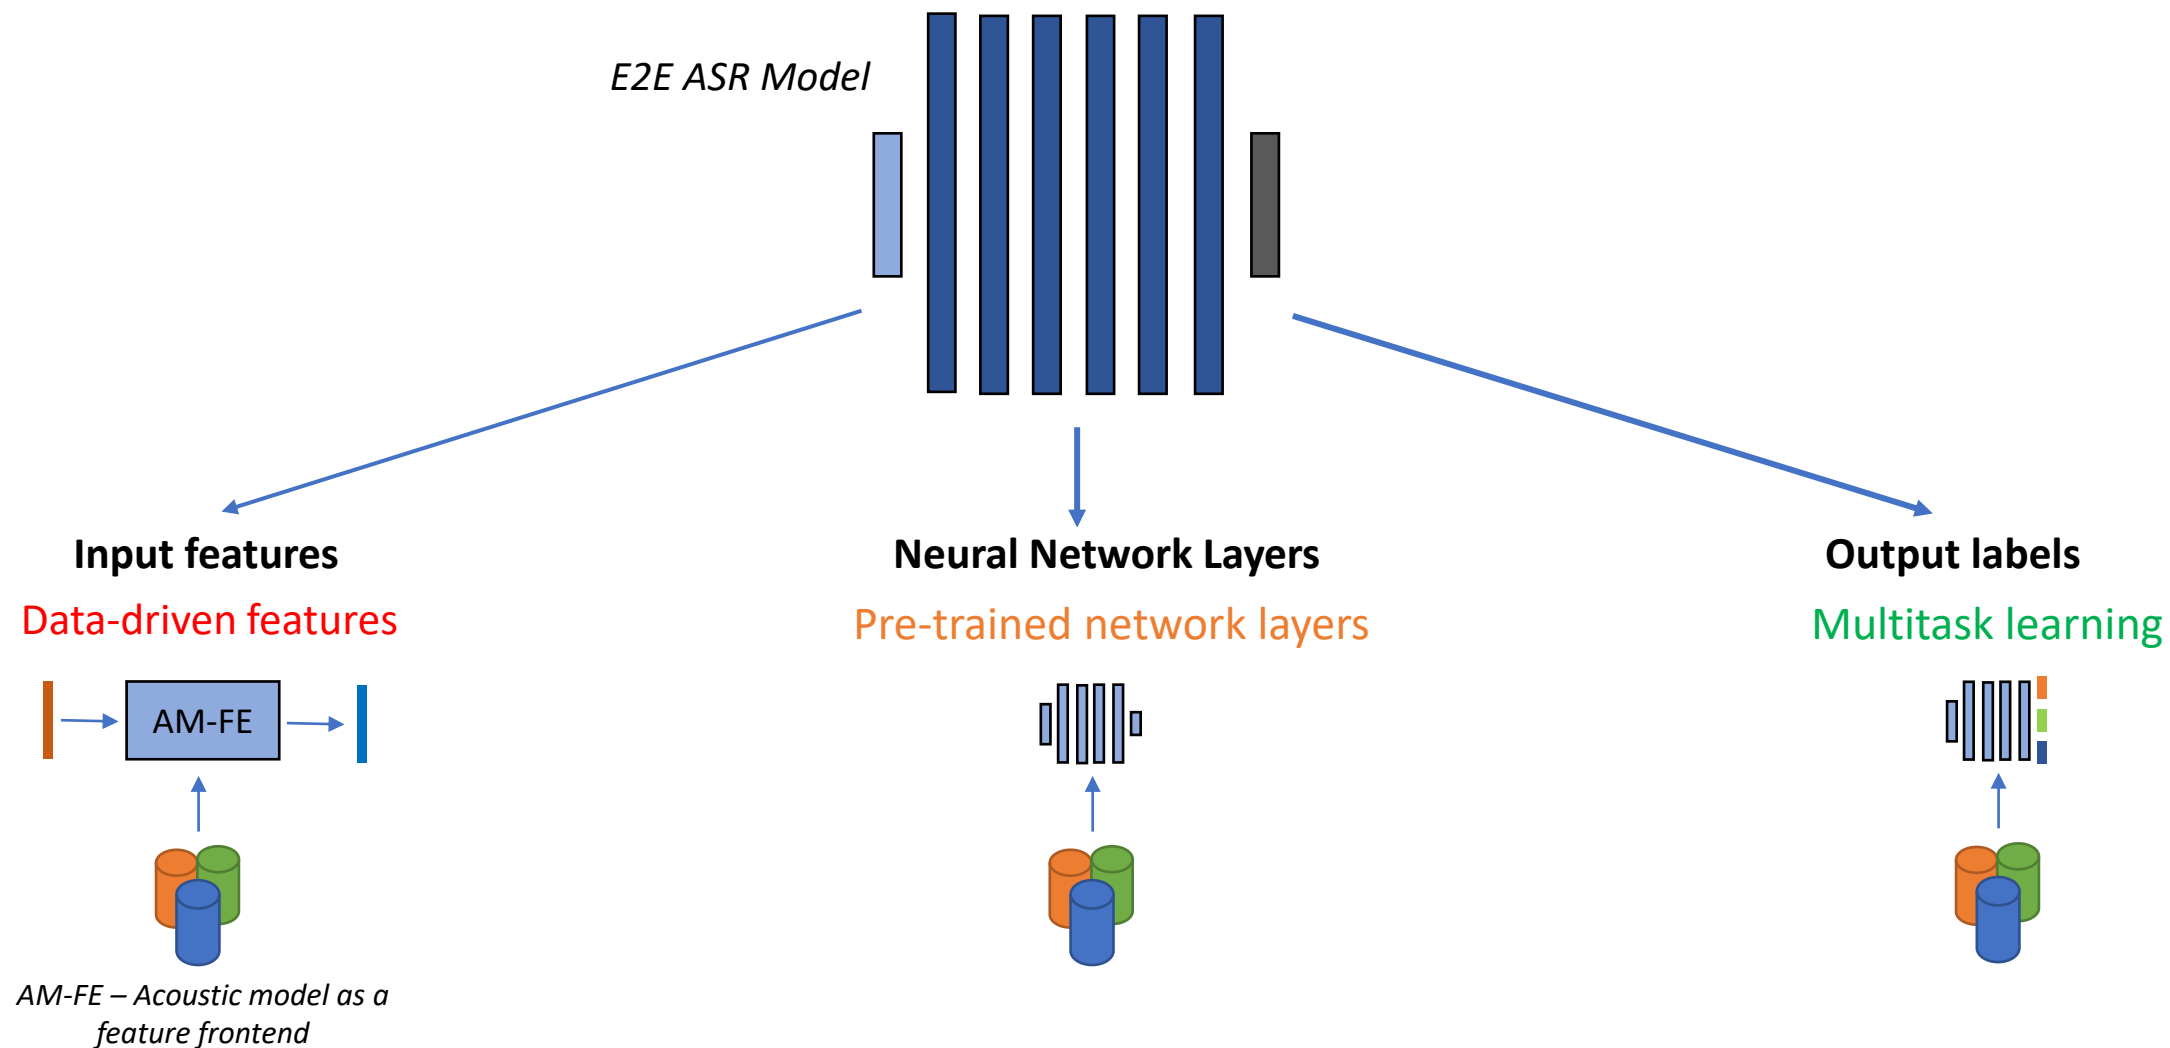 E2E ASR Model
Input features
Data-driven features
AM-FE
AM-FE – Acoustic model as a
feature frontend
Neural Network Layers
Pre-trained network layers
Output labels
Multitask learning